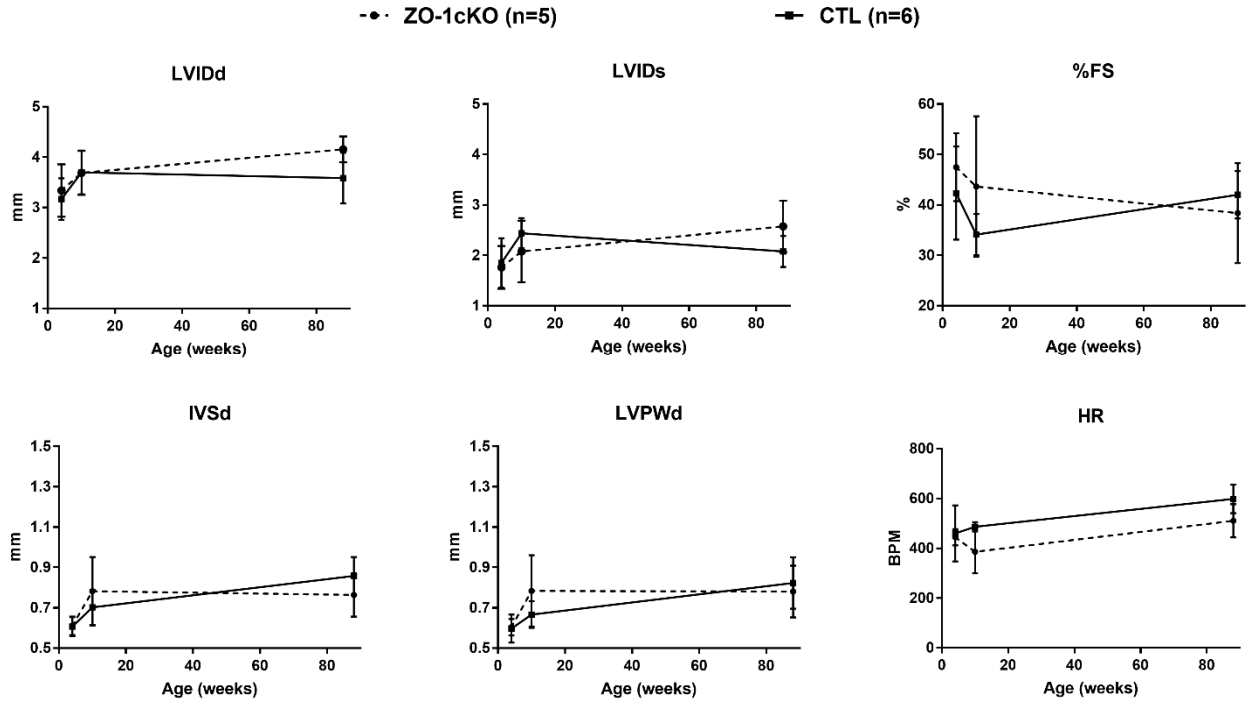 ZO-1cKO (n=5) CTL (n=6)
LVIDd
5
4
3
2
1
mm
0 20 40 60 80
Age (weeks)
LVIDs
5
4
3
2
1
mm
0 20 40 60 80
Age (weeks)
%FS
60
50
40
30
20
%
0 20 40 60 80
Age (weeks)
IVSd
1.5
1.3
1.1
0.9
0.7
0.5
mm
0 20 40 60 80
Age (weeks)
LVPWd
1.5
1.3
1.1
0.9
0.7
0.5
mm
0 20 40 60 80
Age (weeks)
HR
800
600
400
200
0
BPM
0 20 40 60 80
Age (weeks)